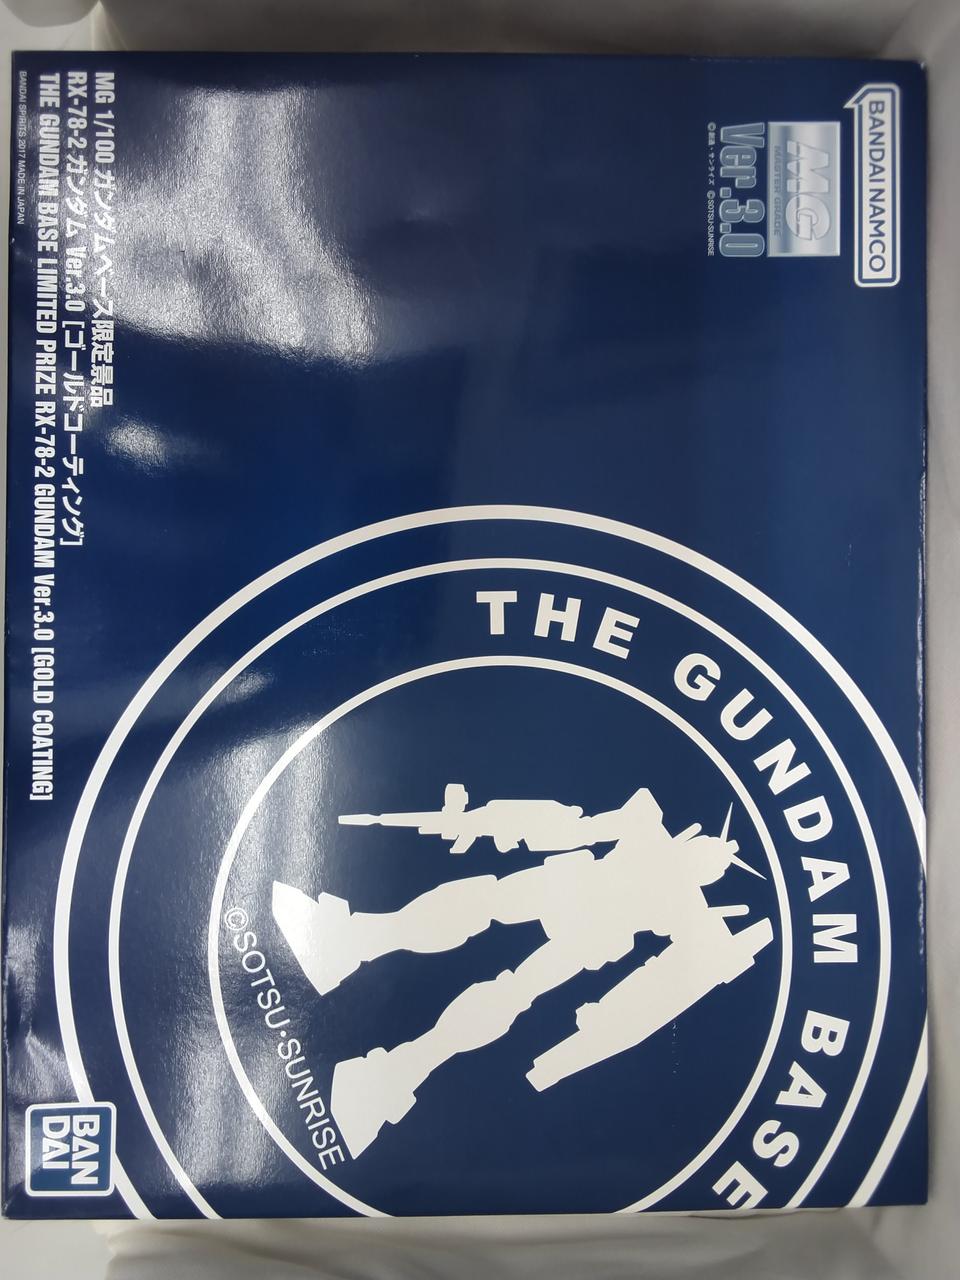 BANDAI NAMCO
MG
MASTER GRADE
Ver.3.0
©創通・サンライズ ©SOTSU・SUNRISE
THE GUNDAM BASE
©SOTSU・SUNRISE
MG 1/100 ガンダムベース限定景品
RX-78-2 ガンダム Ver.3.0 [ゴールドコーティング]
THE GUNDAM BASE LIMITED PRIZE RX-78-2 GUNDAM Ver.3.0 [GOLD COATING]
BANDAI SPIRITS 2017 MADE IN JAPAN
BAN
DAI